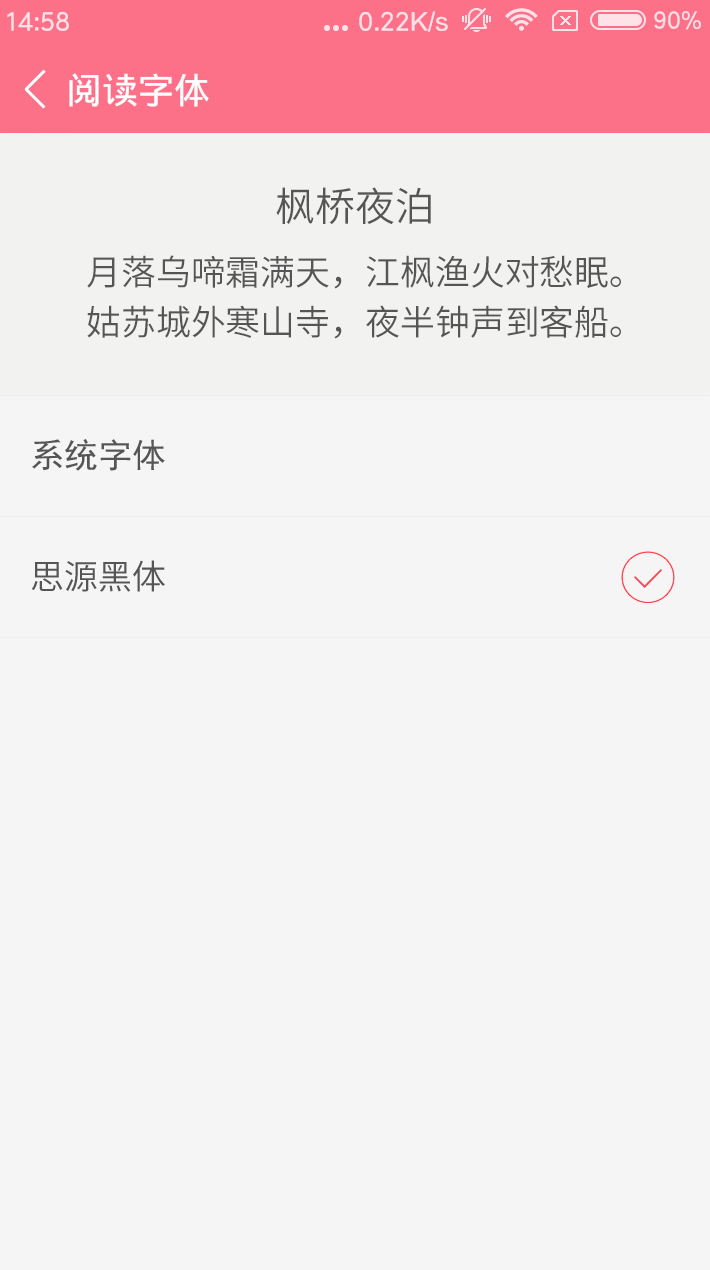 14:58
... 0.22K/s 90%
阅读字体
枫桥夜泊
月落乌啼霜满天，江枫渔火对愁眠。
姑苏城外寒山寺，夜半钟声到客船。
系统字体
思源黑体